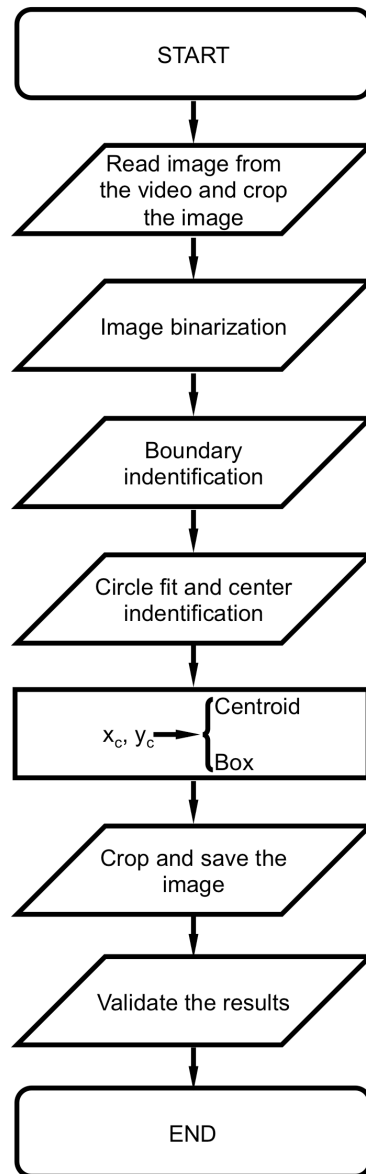 START
Read image from
the video and crop
the image
Image binarization
Boundary
indentification
Circle fit and center
indentification
Centroid
x_c, y_c
Box
Crop and save the
image
Validate the results
END